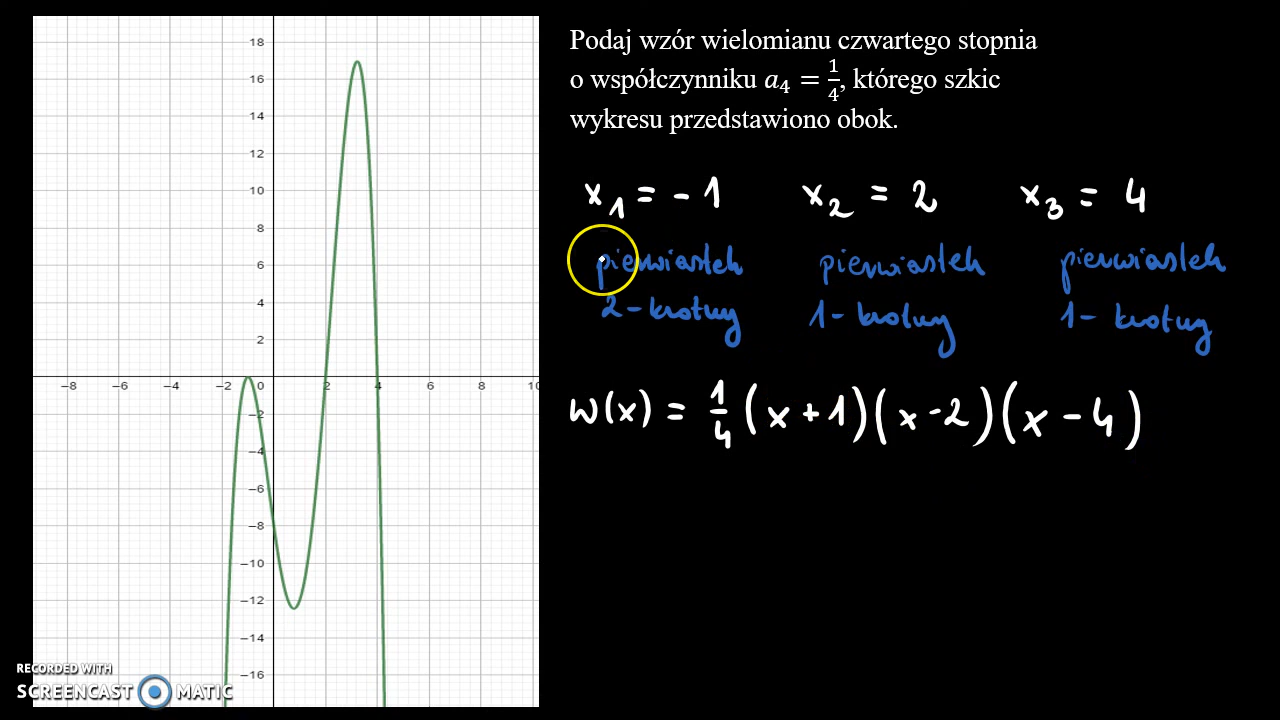 Podaj wzór wielomianu czwartego stopnia
o współczynniku a₄ = 1/4, którego szkic
wykresu przedstawiono obok.
x₁ = - 1 x₂ = 2 x₃ = 4
pierwiastek pierwiastek pierwiastek
2 - krotny 1 - krotny 1 - krotny
W(x) = 1/4 (x + 1)(x - 2)(x - 4)
18
16
14
12
10
8
6
4
2
−8 −6 −4 −2 0 2 4 6 8 10
−2
−4
−6
−8
−10
−12
−14
−16
RECORDED WITH
SCREENCAST MATIC